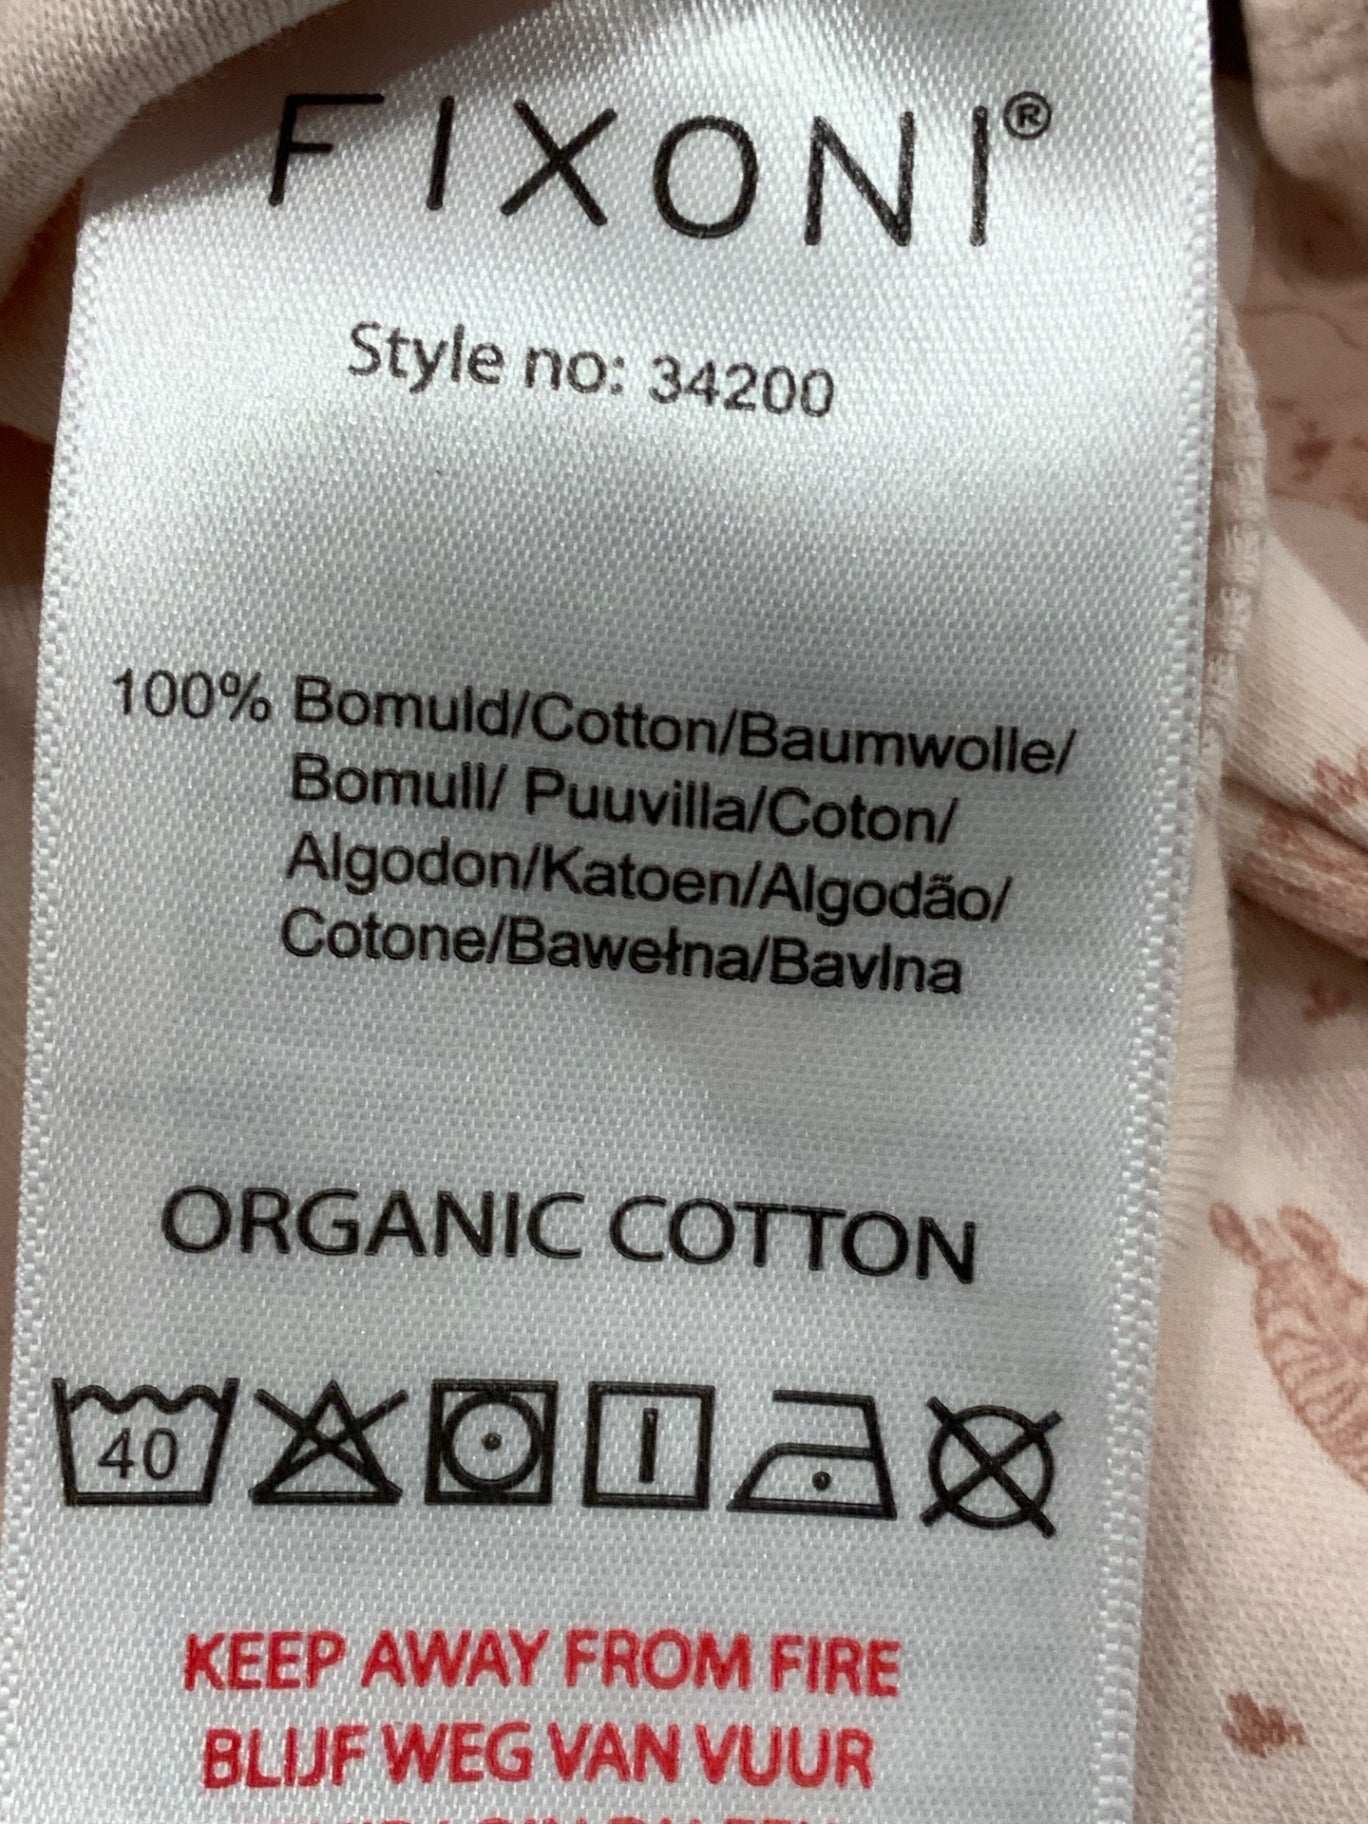 FIXONI®
Style no: 34200
100% Bomuld/Cotton/Baumwolle/
Bomull/ Puuvilla/Coton/
Algodon/Katoen/Algodão/
Cotone/Bawełna/Bavlna
ORGANIC COTTON
40
KEEP AWAY FROM FIRE
BLIJF WEG VAN VUUR